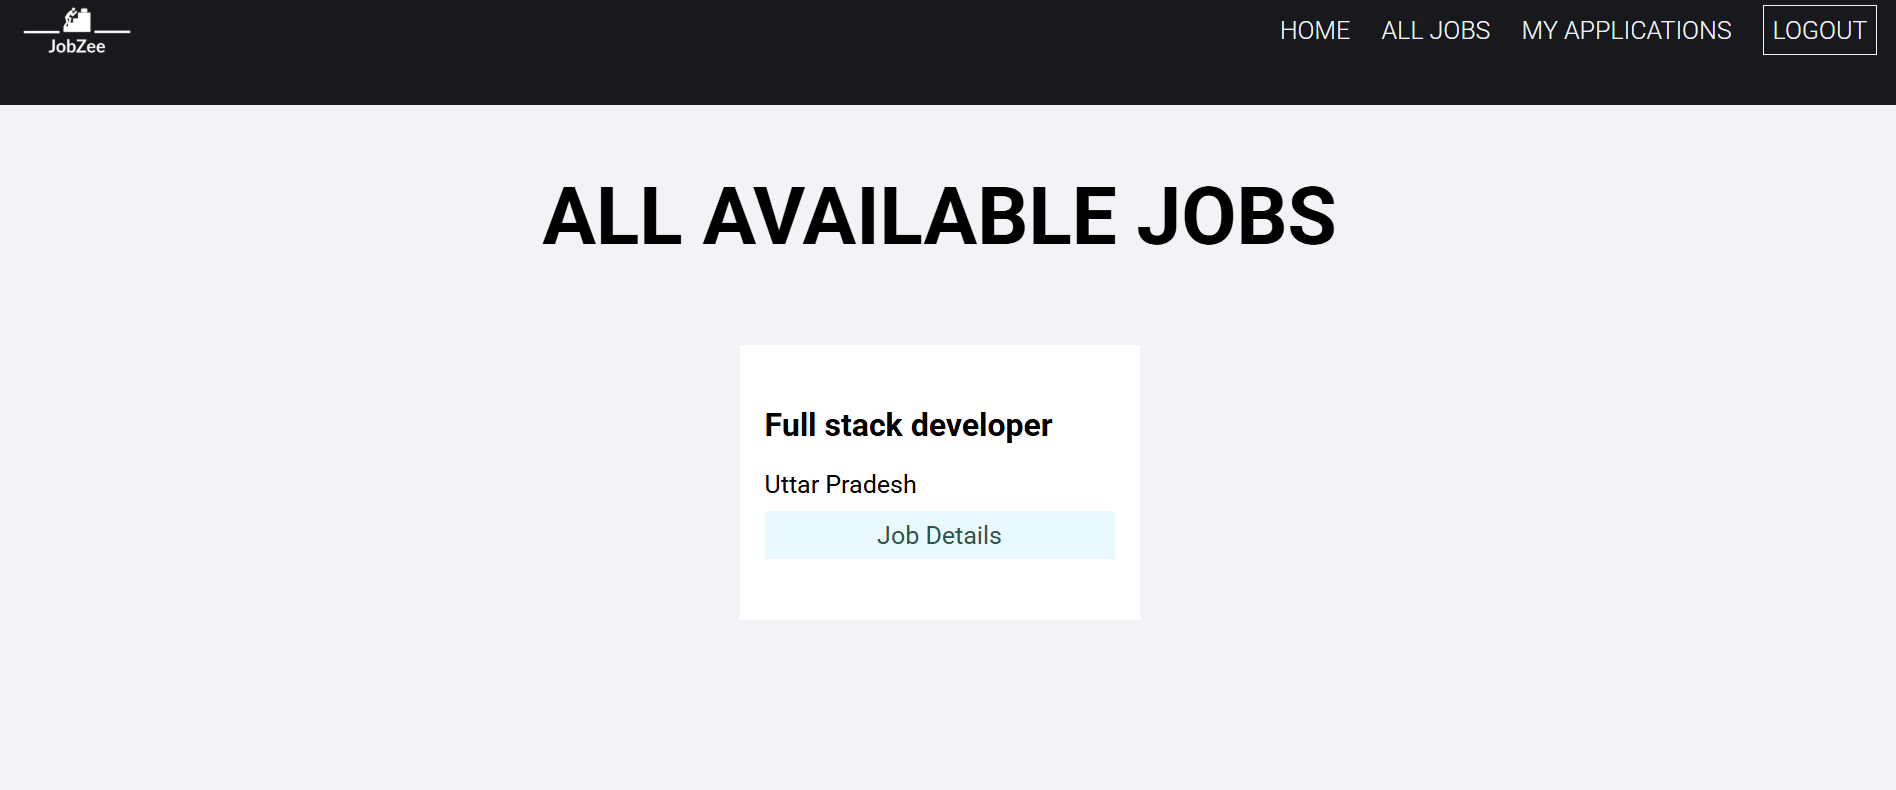 JobZee
HOME ALL JOBS MY APPLICATIONS LOGOUT
ALL AVAILABLE JOBS
Full stack developer
Uttar Pradesh
Job Details